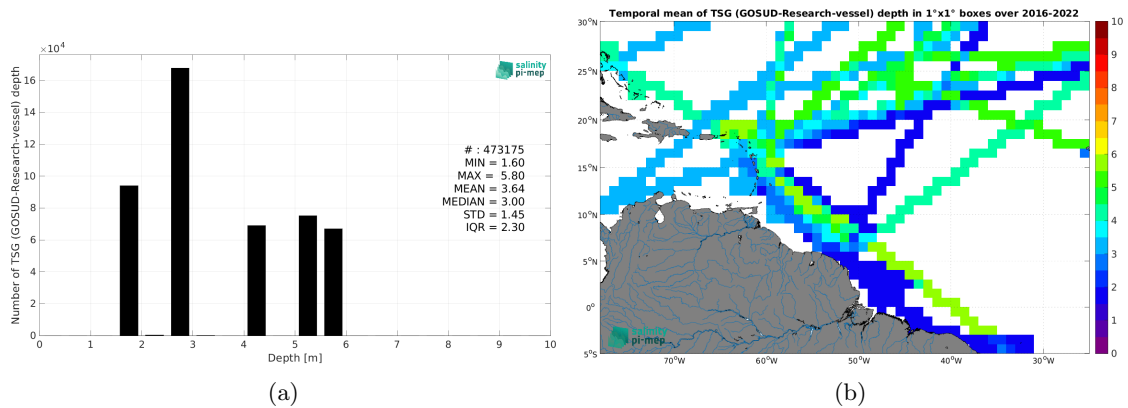 ×10⁴
16
14
12
10
8
6
4
2
0
Number of TSG (GOSUD-Research-vessel) depth
salinity
pi-mep
# : 473175
MIN = 1.60
MAX = 5.80
MEAN = 3.64
MEDIAN = 3.00
STD = 1.45
IQR = 2.30
0 1 2 3 4 5 6 7 8 9 10
Depth [m]
(a)
Temporal mean of TSG (GOSUD-Research-vessel) depth in 1°x1° boxes over 2016-2022
30°N
25°N
20°N
15°N
10°N
5°N
0°
5°S
salinity
pi-mep
70°W 60°W 50°W 40°W 30°W
10
9
8
7
6
5
4
3
2
1
0
(b)